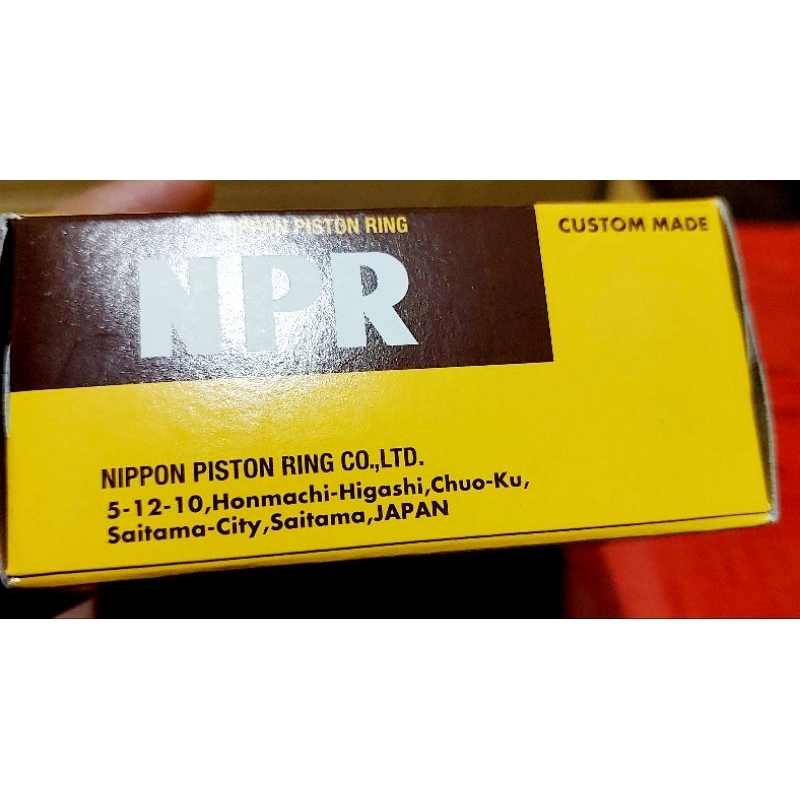 NIPPON PISTON RING
CUSTOM MADE
NPR
NIPPON PISTON RING CO.,LTD.
5-12-10,Honmachi-Higashi,Chuo-Ku,
Saitama-City,Saitama,JAPAN